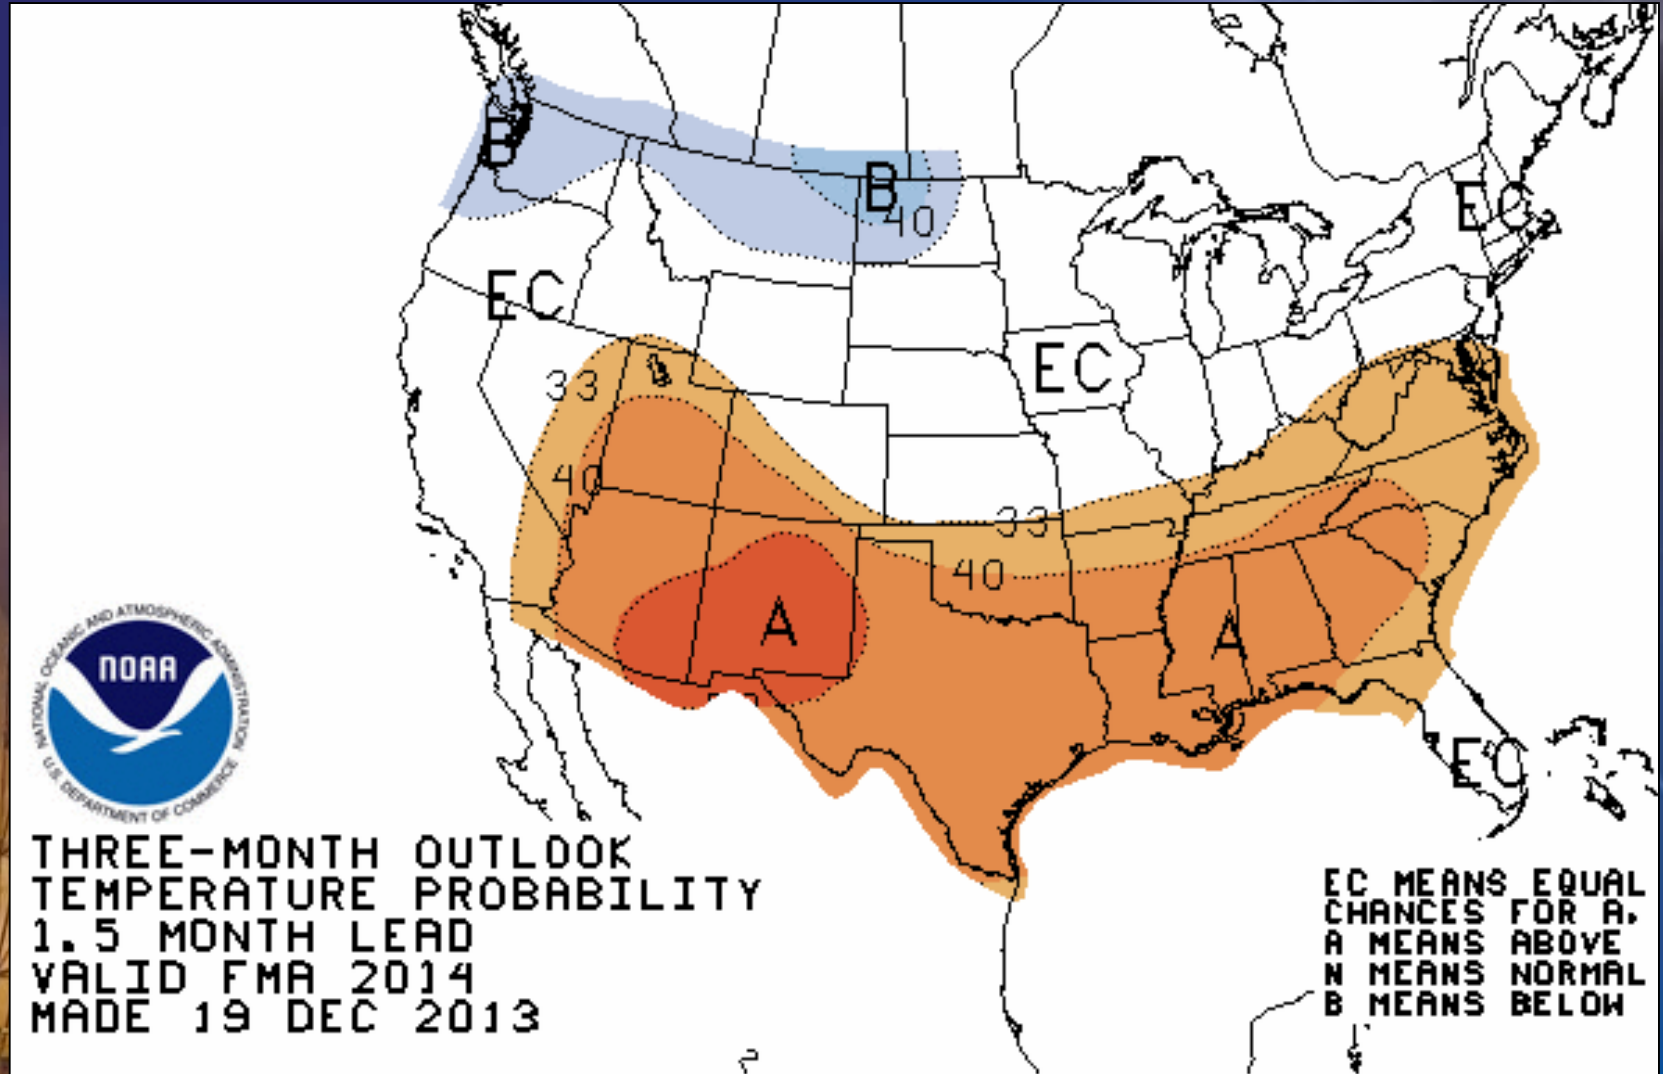 B
B
40
EC
EC
EC
33
40
33
40
A
A
EC
NATIONAL OCEANIC AND ATMOSPHERIC ADMINISTRATION
NOAA
U.S. DEPARTMENT OF COMMERCE
THREE-MONTH OUTLOOK
TEMPERATURE PROBABILITY
1.5 MONTH LEAD
VALID FMA 2014
MADE 19 DEC 2013
EC MEANS EQUAL
CHANCES FOR A,
A MEANS ABOVE
N MEANS NORMAL
B MEANS BELOW